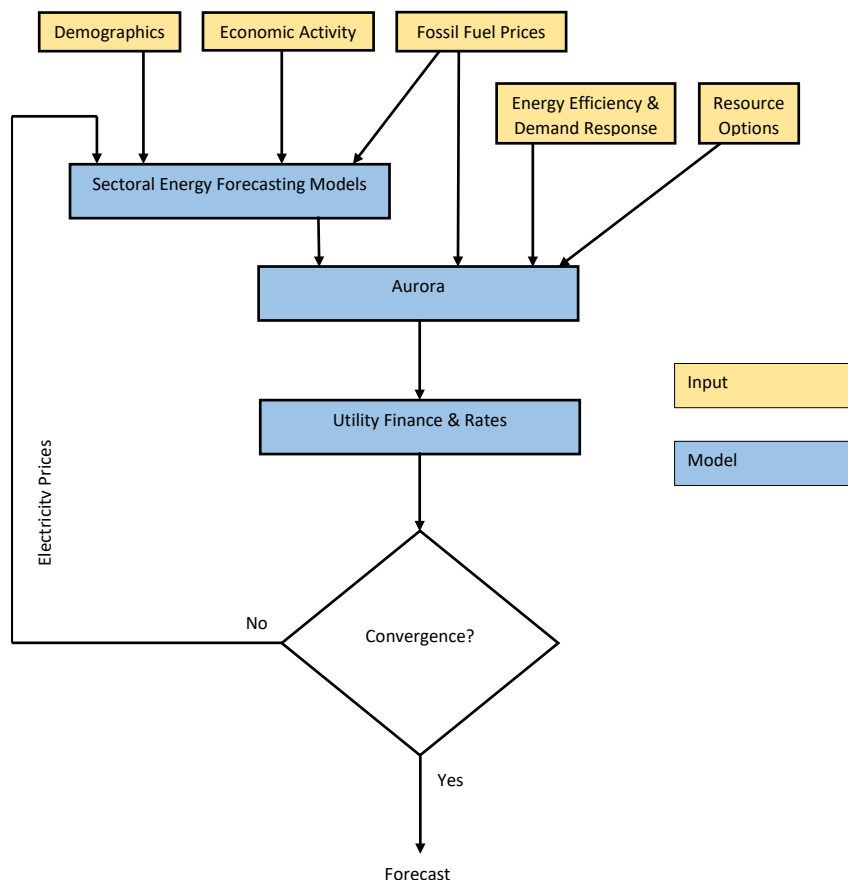 Demographics
Economic Activity
Fossil Fuel Prices
Energy Efficiency &
Demand Response
Resource
Options
Sectoral Energy Forecasting Models
Aurora
Input
Utility Finance & Rates
Model
Electricity Prices
No
Convergence?
Yes
Forecast